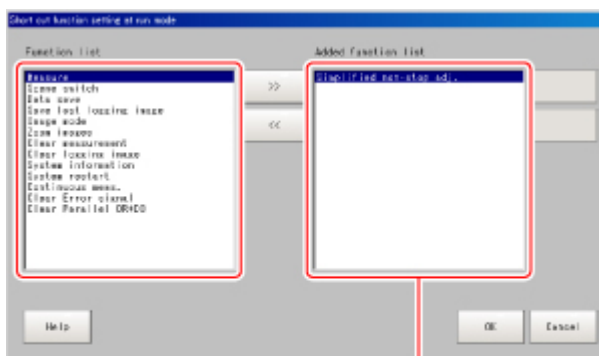 Short cut function setting at run mode
Function list
Added function list
Measure
Scene switch
Data save
Save last logging image
Image mode
Zoom images
Clear measurement
Clear logging image
System information
System restart
Continuous meas.
Clear Error signal
Clear Parallel OR+DO
>>
<<
Simplified non-stop adj.
Help
OK
Cancel